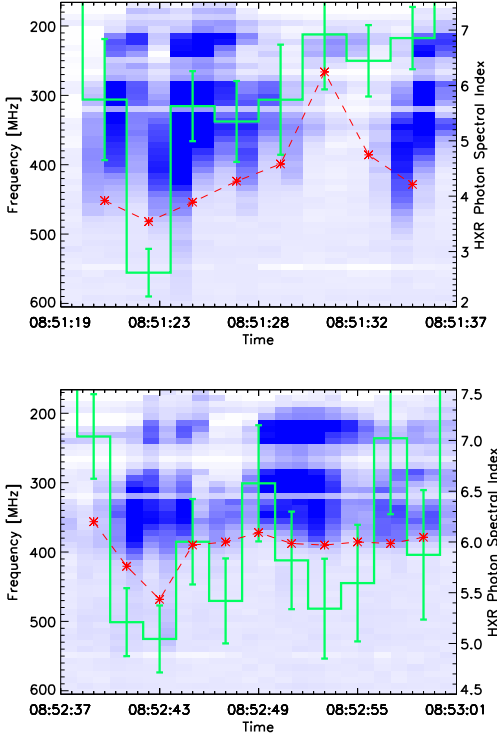 200
300
400
500
600
Frequency [MHz]
7
6
5
4
3
2
HXR Photon Spectral Index
08:51:19 08:51:23 08:51:28 08:51:32 08:51:37
Time
200
300
400
500
600
Frequency [MHz]
7.5
7.0
6.5
6.0
5.5
5.0
4.5
HXR Photon Spectral Index
08:52:37 08:52:43 08:52:49 08:52:55 08:53:01
Time